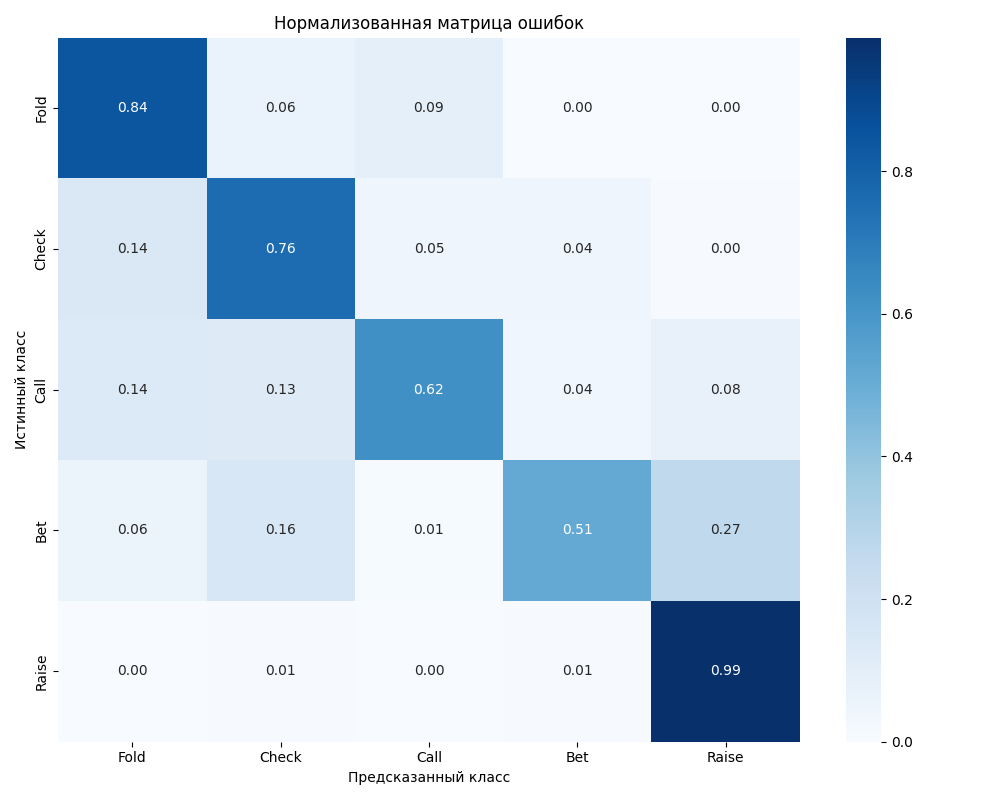 Нормализованная матрица ошибок
Fold 0.84 0.06 0.09 0.00 0.00
Check 0.14 0.76 0.05 0.04 0.00
Call 0.14 0.13 0.62 0.04 0.08
Bet 0.06 0.16 0.01 0.51 0.27
Raise 0.00 0.01 0.00 0.01 0.99
Fold Check Call Bet Raise
Предсказанный класс
Истинный класс
0.8
0.6
0.4
0.2
0.0